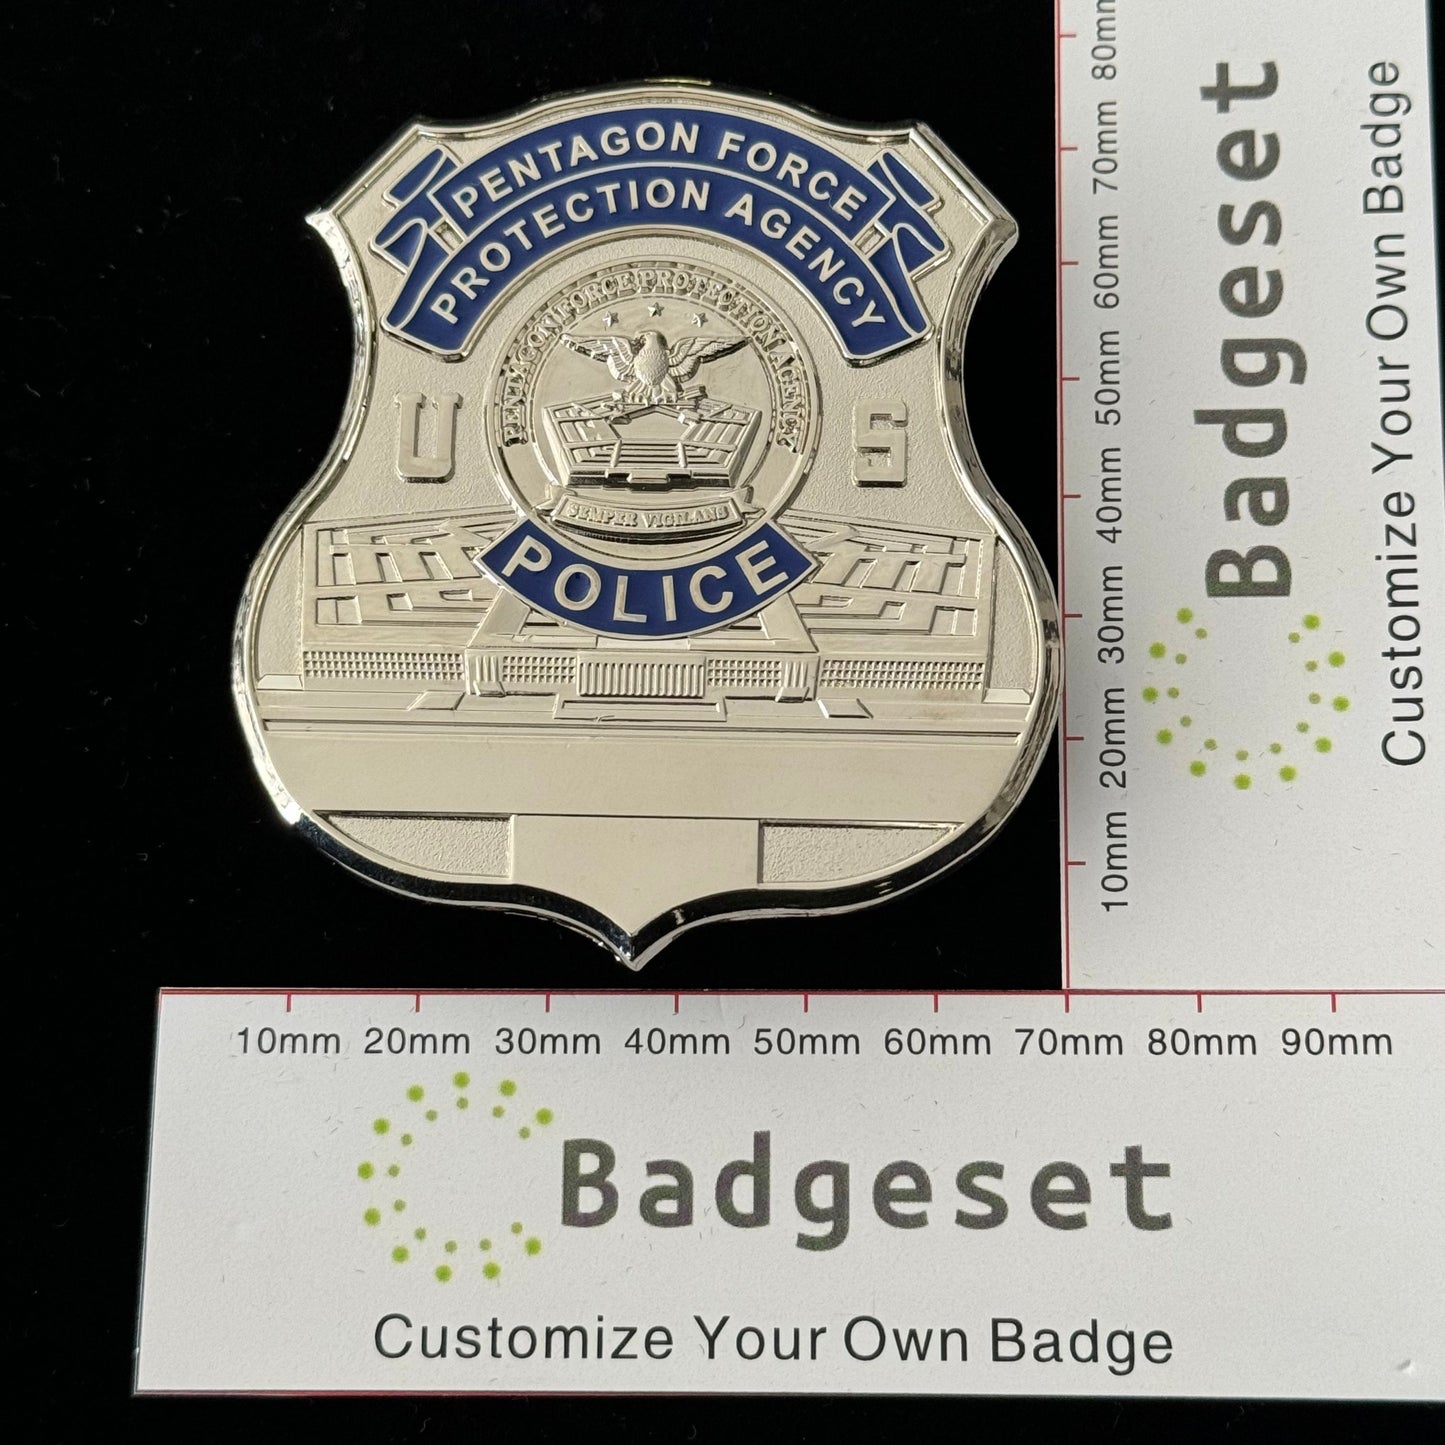 PENTAGON FORCE
PROTECTION AGENCY
PENTAGON FORCE PROTECTION AGENCY
U S
SEMPER VIGILANS
POLICE
80mm
70mm
60mm
50mm
40mm
30mm
20mm
10mm
Badgeset
Customize Your Own Badge
10mm 20mm 30mm 40mm 50mm 60mm 70mm 80mm 90mm
Badgeset
Customize Your Own Badge